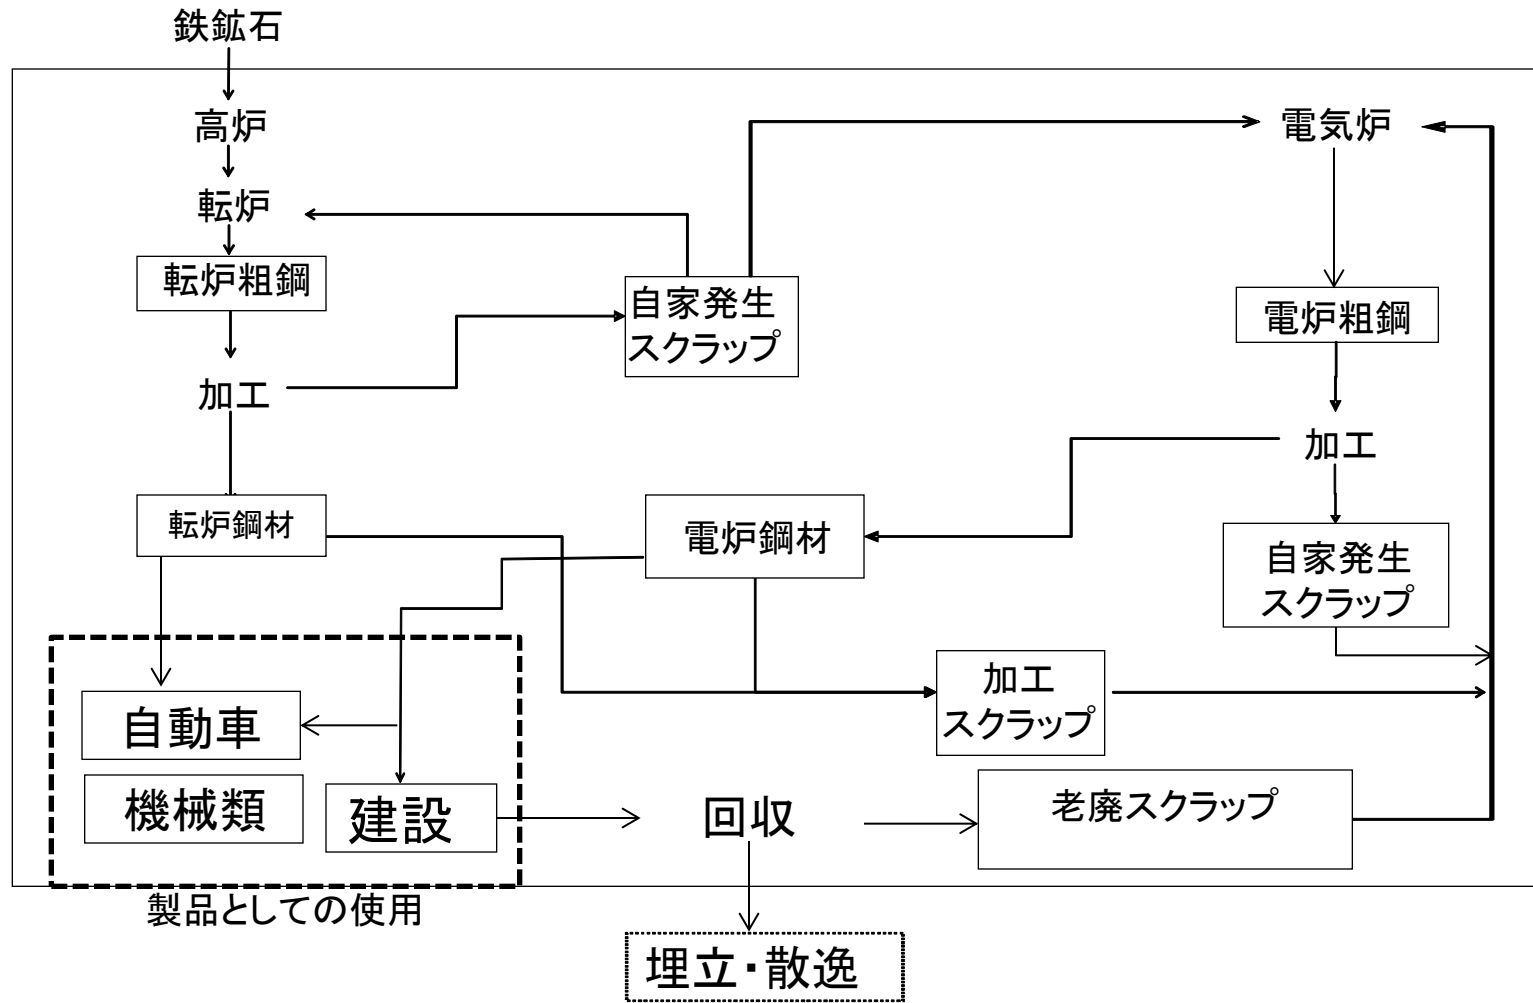 鉄鉱石
高炉
電気炉
転炉
転炉粗鋼
自家発生
スクラップ
電炉粗鋼
加工
加工
転炉鋼材
電炉鋼材
自家発生
スクラップ
加工
スクラップ
自動車
機械類
建設
回収
老廃スクラップ
製品としての使用
埋立・散逸